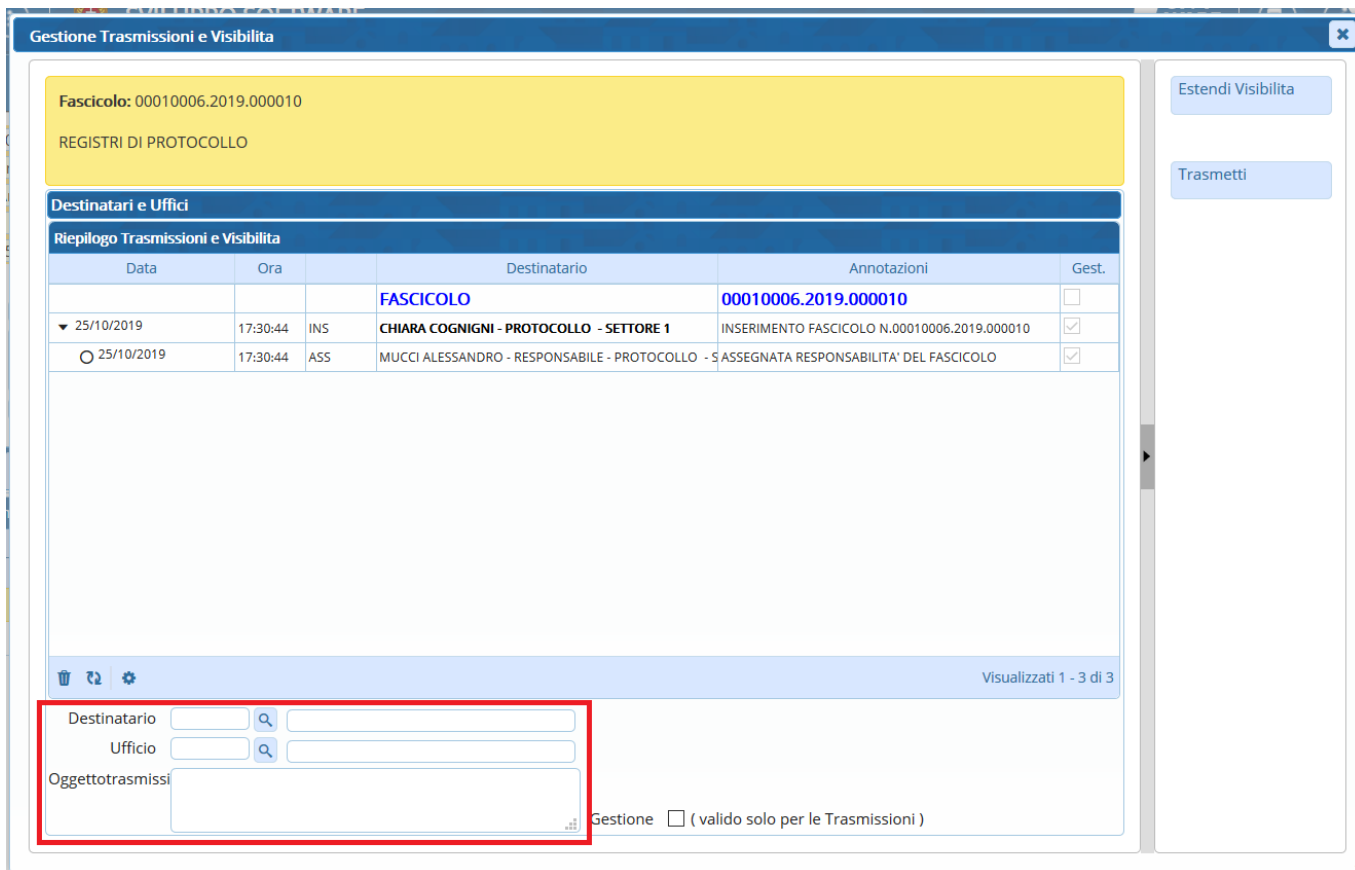 Gestione Trasmissioni e Visibilita
Fascicolo: 00010006.2019.000010
REGISTRI DI PROTOCOLLO
Estendi Visibilita
Trasmetti
Destinatari e Uffici
Riepilogo Trasmissioni e Visibilita
Data Ora Destinatario Annotazioni Gest.
FASCICOLO 00010006.2019.000010
25/10/2019 17:30:44 INS CHIARA COGNIGNI - PROTOCOLLO - SETTORE 1 INSERIMENTO FASCICOLO N.00010006.2019.000010
25/10/2019 17:30:44 ASS MUCCI ALESSANDRO - RESPONSABILE - PROTOCOLLO - S ASSEGNATA RESPONSABILITA' DEL FASCICOLO
Visualizzati 1 - 3 di 3
Destinatario
Ufficio
Oggettotrasmissi
Gestione ( valido solo per le Trasmissioni )